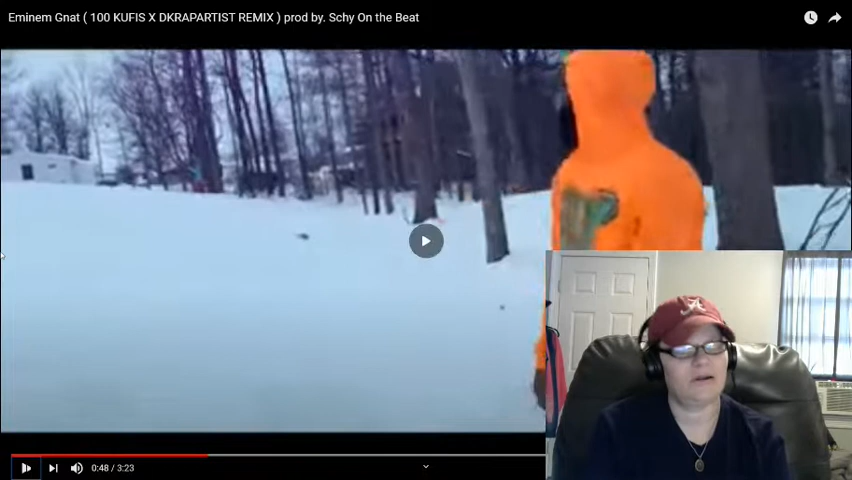 Eminem Gnat ( 100 KUFIS X DKRAPARTIST REMIX ) prod by. Schy On the Beat
0:48 / 3:23